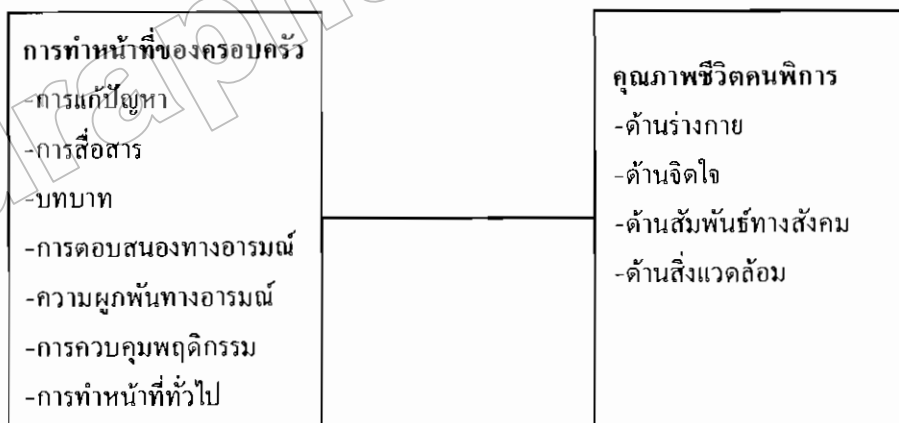 การทำหน้าที่ของครอบครัว
-การแก้ปัญหา
-การสื่อสาร
-บทบาท
-การตอบสนองทางอารมณ์
-ความผูกพันทางอารมณ์
-การควบคุมพฤติกรรม
-การทำหน้าที่ทั่วไป
คุณภาพชีวิตคนพิการ
-ด้านร่างกาย
-ด้านจิตใจ
-ด้านสัมพันธ์ทางสังคม
-ด้านสิ่งแวดล้อม